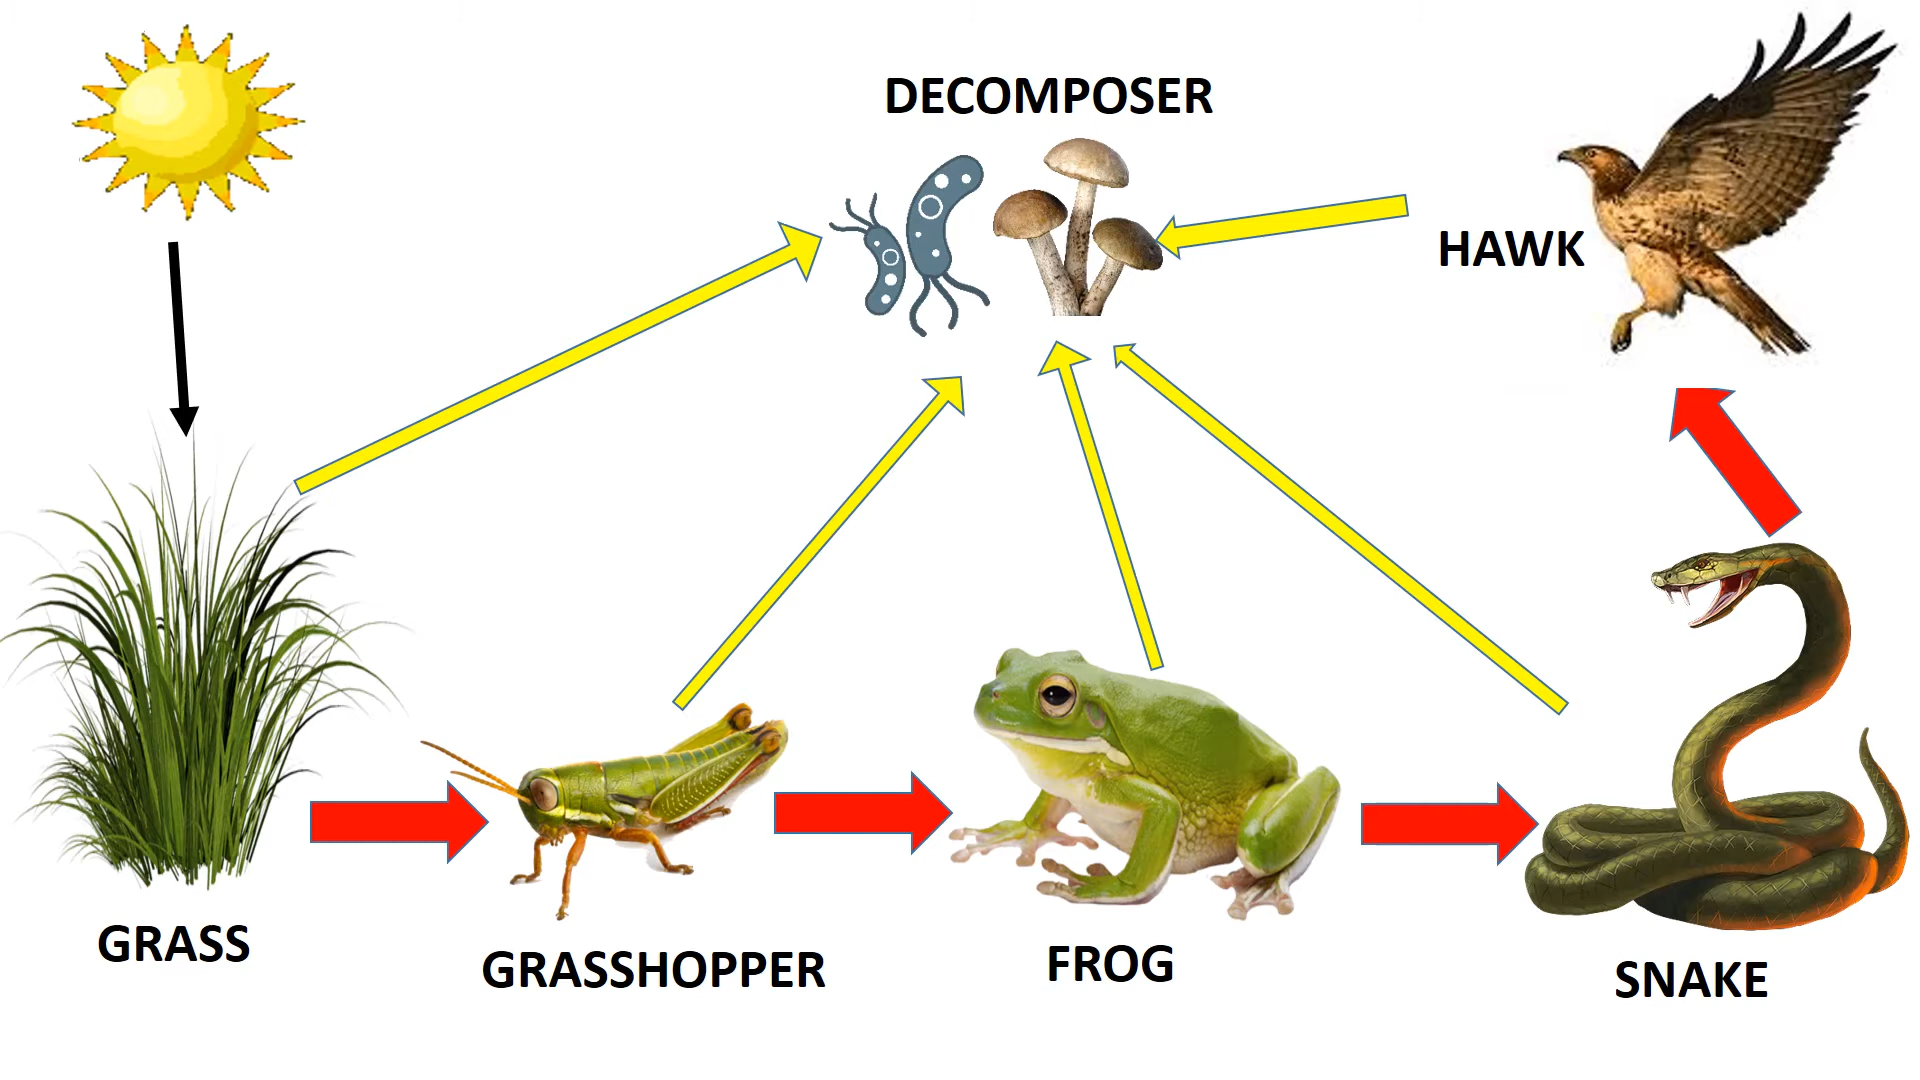 DECOMPOSER
HAWK
GRASS
GRASSHOPPER
FROG
SNAKE